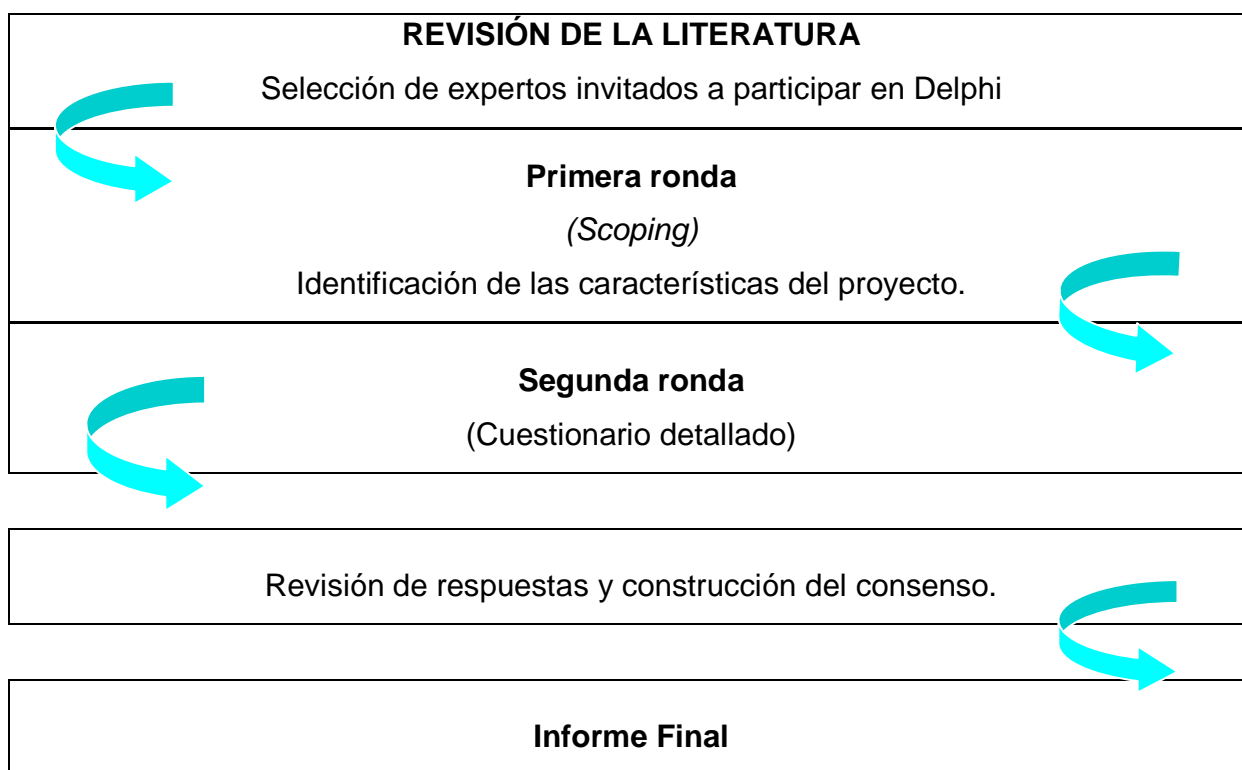 REVISIÓN DE LA LITERATURA
Selección de expertos invitados a participar en Delphi
Primera ronda
(Scoping)
Identificación de las características del proyecto.
Segunda ronda
(Cuestionario detallado)
Revisión de respuestas y construcción del consenso.
Informe Final